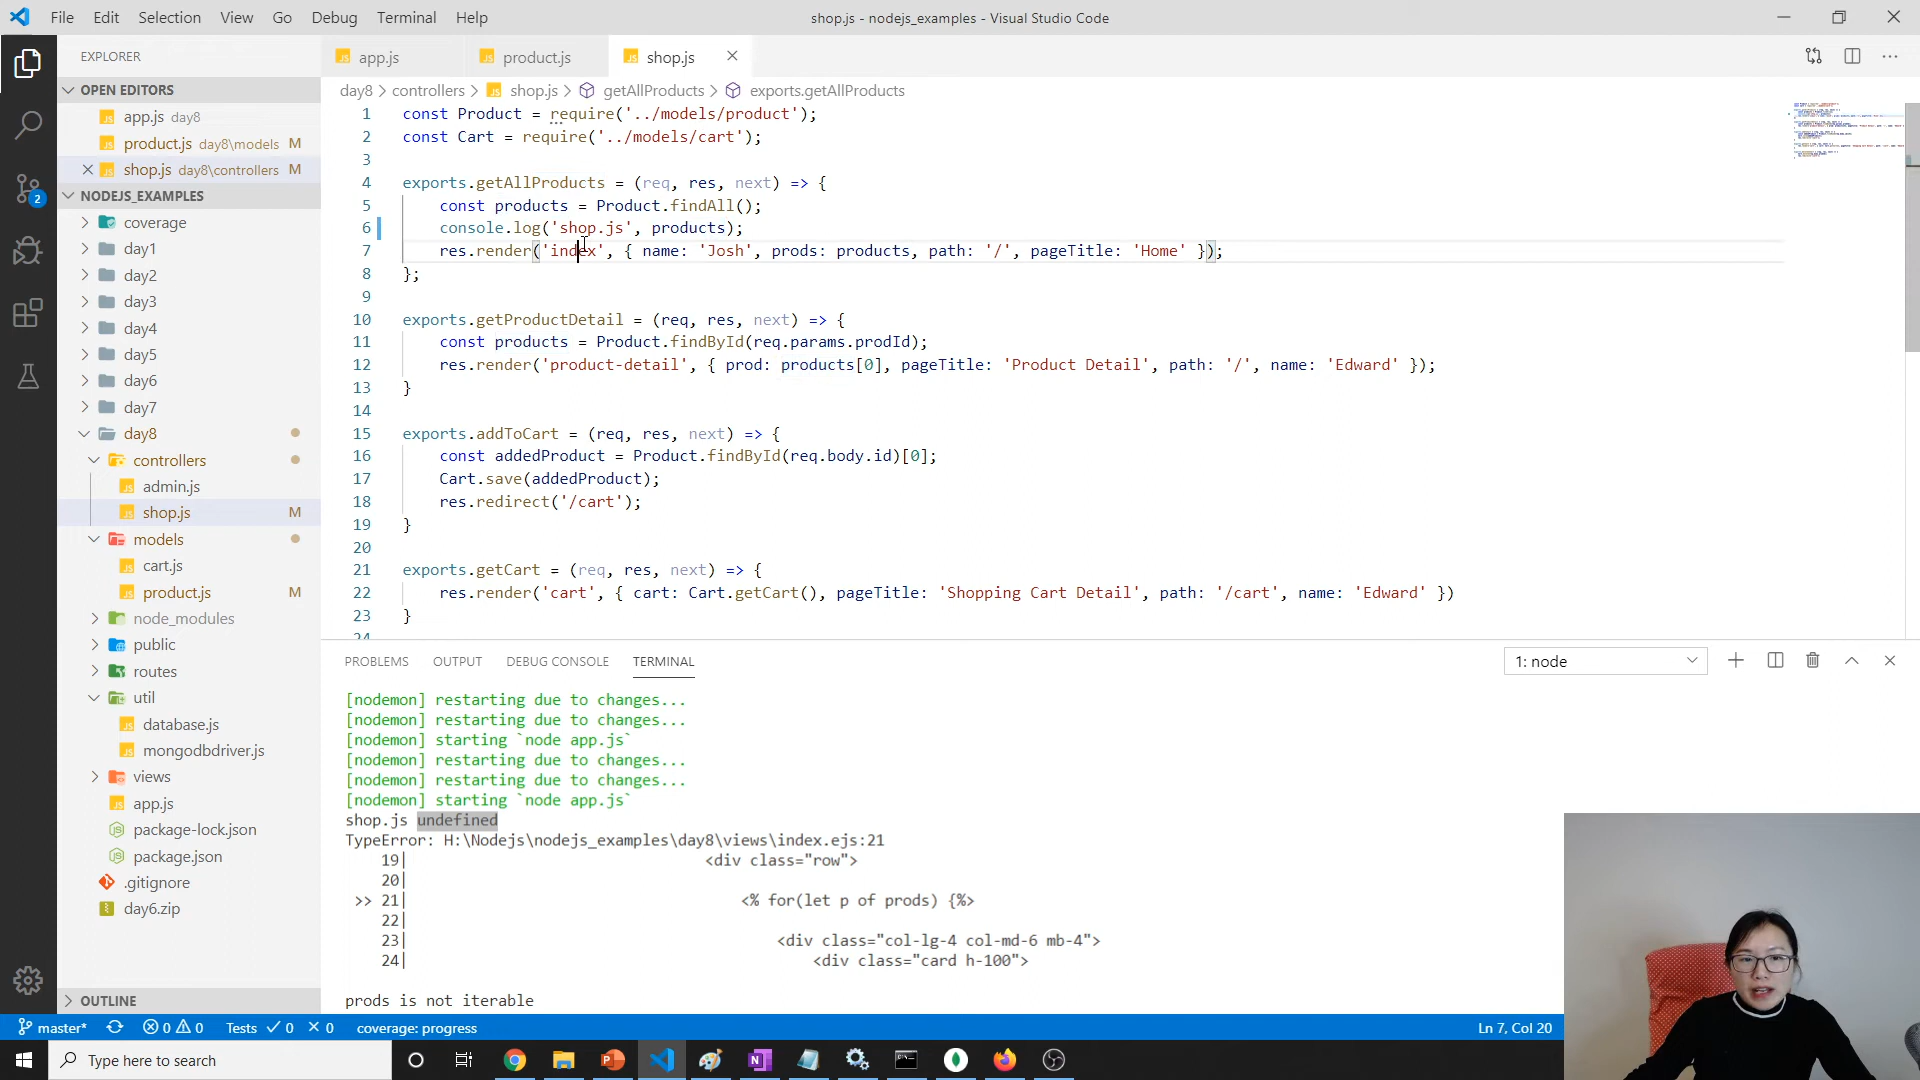 File Edit Selection View Go Debug Terminal Help
shop.js - nodejs_examples - Visual Studio Code
EXPLORER
OPEN EDITORS
app.js day8
product.js day8\models M
shop.js day8\controllers M
NODEJS_EXAMPLES
coverage
day1
day2
day3
day4
day5
day6
day7
day8
controllers
admin.js
shop.js M
models
cart.js
product.js M
node_modules
public
routes
util
database.js
mongodbdriver.js
views
app.js
package-lock.json
package.json
.gitignore
day6.zip
OUTLINE
2
app.js product.js shop.js
day8 > controllers > shop.js > getAllProducts > exports.getAllProducts
1 const Product = require('../models/product');
2 const Cart = require('../models/cart');
3
4 exports.getAllProducts = (req, res, next) => {
5 const products = Product.findAll();
6 console.log('shop.js', products);
7 res.render('index', { name: 'Josh', prods: products, path: '/', pageTitle: 'Home' });
8 };
9
10 exports.getProductDetail = (req, res, next) => {
11 const products = Product.findById(req.params.prodId);
12 res.render('product-detail', { prod: products[0], pageTitle: 'Product Detail', path: '/', name: 'Edward' });
13 }
14
15 exports.addToCart = (req, res, next) => {
16 const addedProduct = Product.findById(req.body.id)[0];
17 Cart.save(addedProduct);
18 res.redirect('/cart');
19 }
20
21 exports.getCart = (req, res, next) => {
22 res.render('cart', { cart: Cart.getCart(), pageTitle: 'Shopping Cart Detail', path: '/cart', name: 'Edward' })
23 }
24
PROBLEMS OUTPUT DEBUG CONSOLE TERMINAL
1: node
[nodemon] restarting due to changes...
[nodemon] restarting due to changes...
[nodemon] starting `node app.js`
[nodemon] restarting due to changes...
[nodemon] restarting due to changes...
[nodemon] starting `node app.js`
shop.js undefined
TypeError: H:\Nodejs\nodejs_examples\day8\views\index.ejs:21
19| <div class="row">
20|
>> 21| <% for(let p of prods) {%>
22|
23| <div class="col-lg-4 col-md-6 mb-4">
24| <div class="card h-100">
prods is not iterable
master* 0 0 Tests 0 0 coverage: progress
Ln 7, Col 20
Type here to search